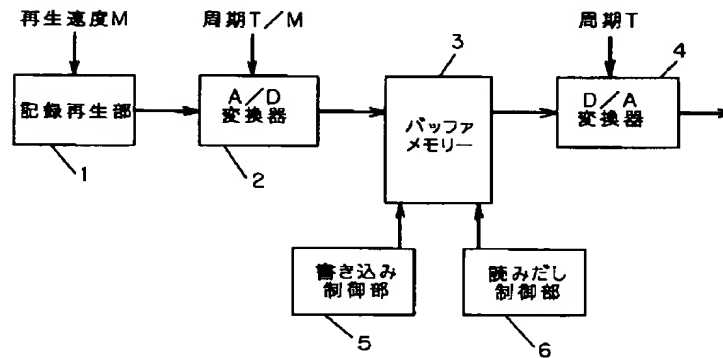 再生速度M
周期T/M
3
周期T
4
記録再生部
A/D
変換器
バッファ
メモリー
D/A
変換器
1
2
書き込み
制御部
読みだし
制御部
5
6